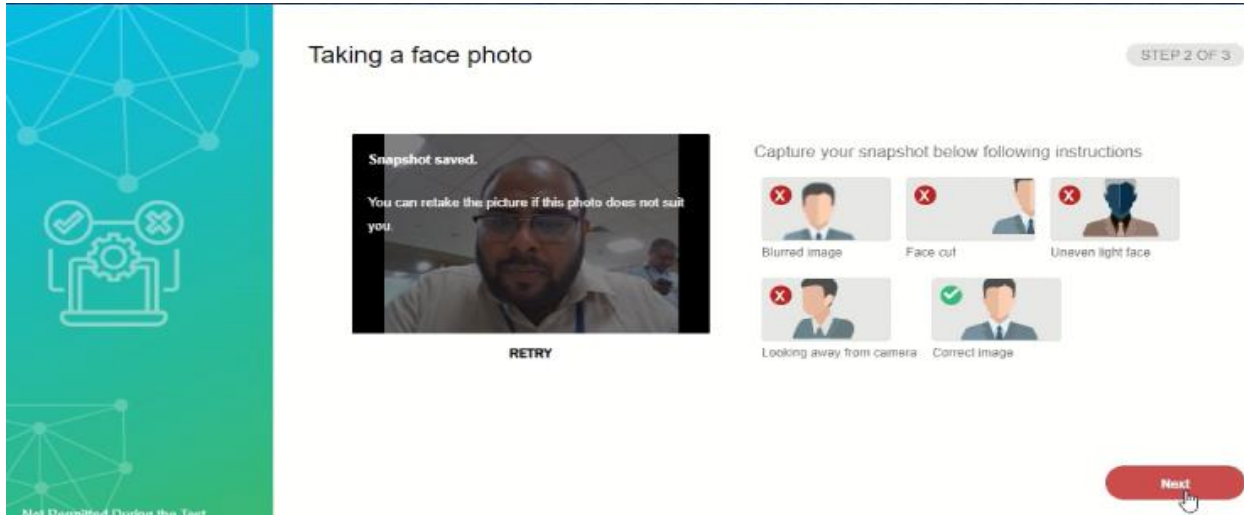 Taking a face photo
STEP 2 OF 3
Snapshot saved.
You can retake the picture if this photo does not suit
you.
RETRY
Capture your snapshot below following instructions
Blurred image
Face cut
Uneven light face
Looking away from camera
Correct image
Next
Not Permitted During the Test